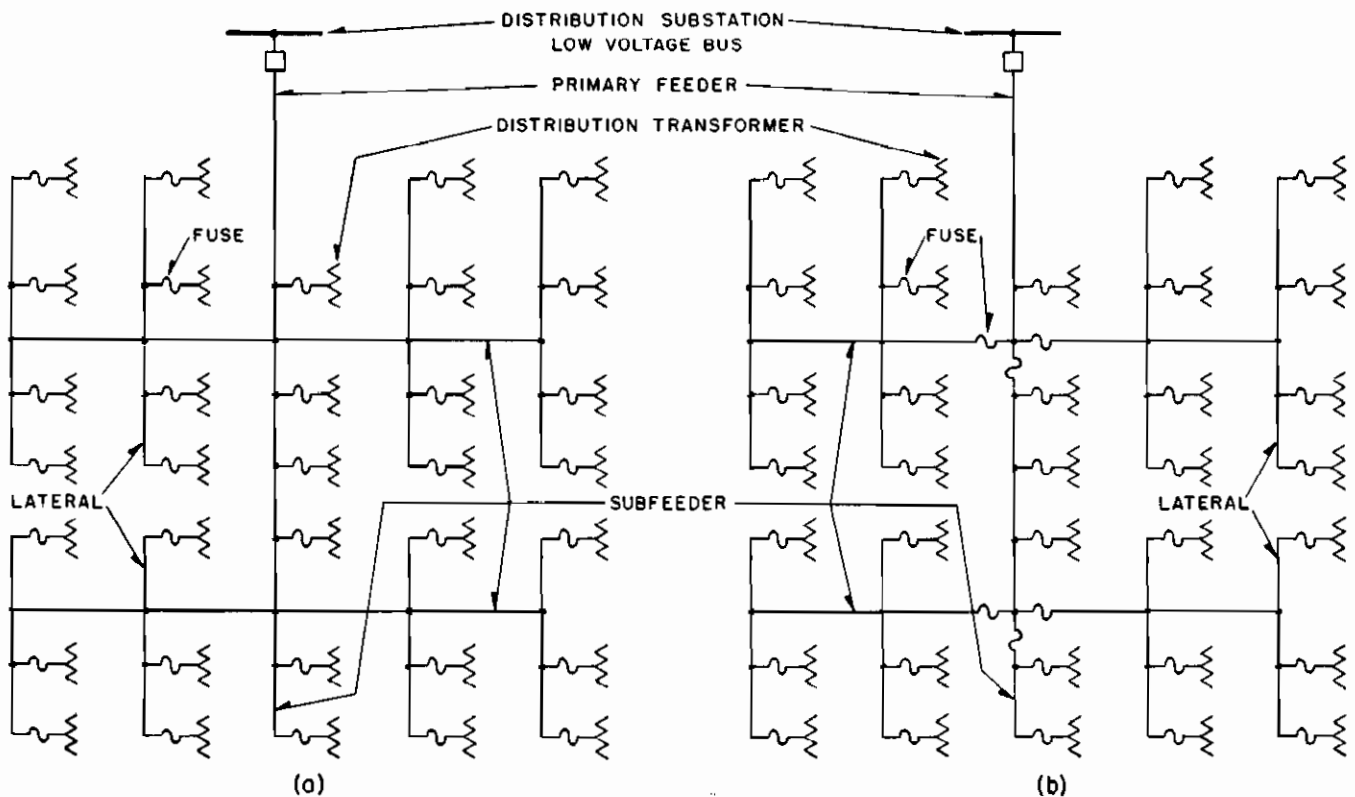 DISTRIBUTION SUBSTATION
LOW VOLTAGE BUS
PRIMARY FEEDER
DISTRIBUTION TRANSFORMER
FUSE
FUSE
LATERAL
SUBFEEDER
LATERAL
(a)
(b)